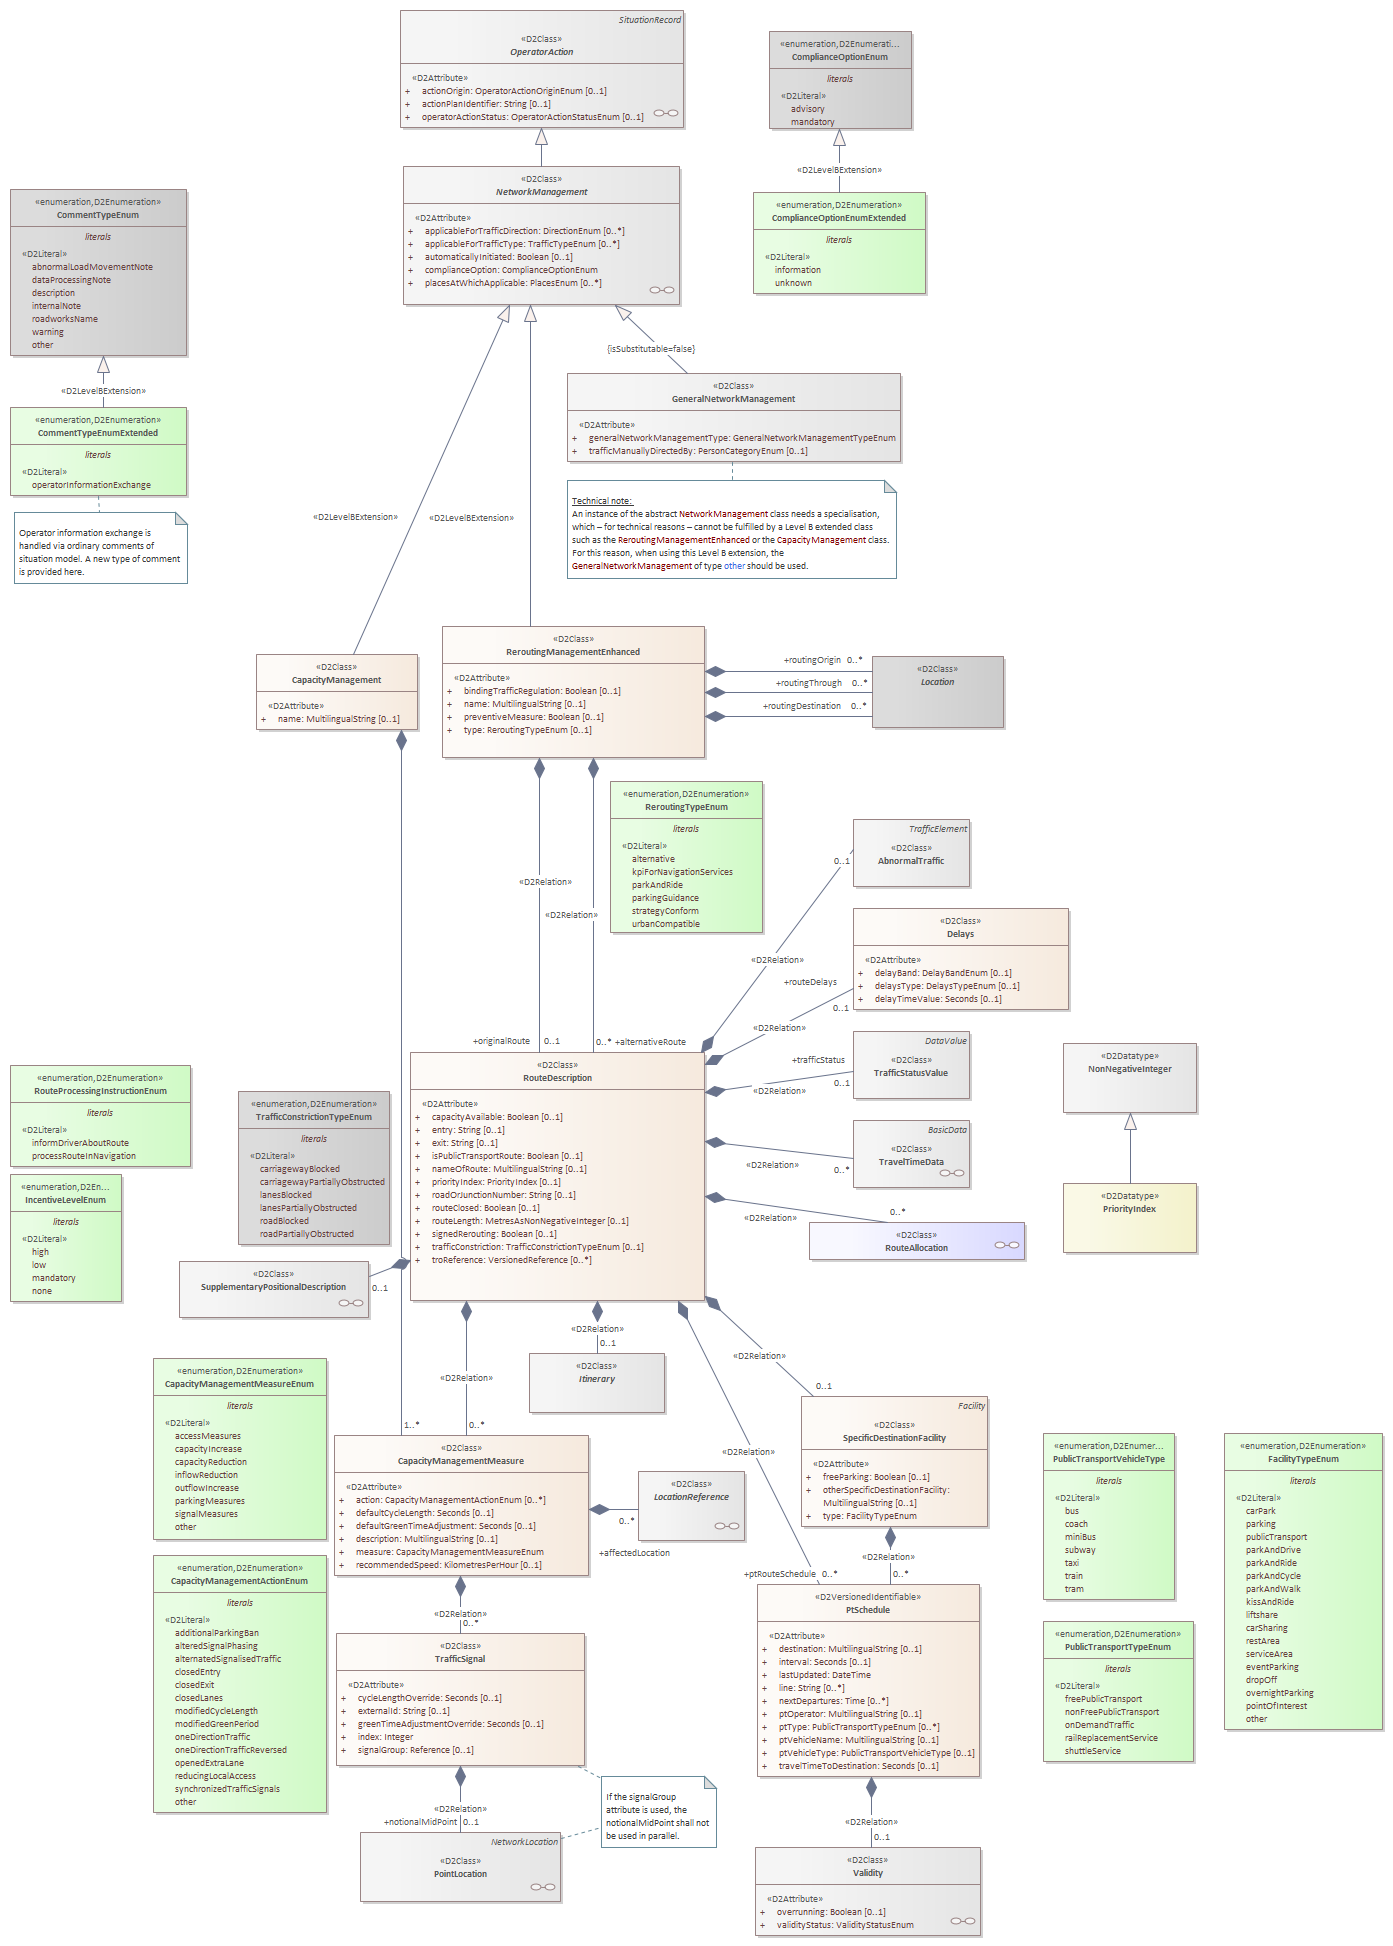 SituationRecord
«D2Class»
OperatorAction
«D2Attribute»
+ actionOrigin: OperatorActionOriginEnum [0..1]
+ actionPlanIdentifier: String [0..1]
+ operatorActionStatus: OperatorActionStatusEnum [0..1]
«enumeration,D2Enumerati...
ComplianceOptionEnum
literals
«D2Literal»
advisory
mandatory
«D2LevelBExtension»
«enumeration,D2Enumeration»
ComplianceOptionEnumExtended
literals
«D2Literal»
information
unknown
«D2Class»
NetworkManagement
«D2Attribute»
+ applicableForTrafficDirection: DirectionEnum [0..*]
+ applicableForTrafficType: TrafficTypeEnum [0..*]
+ automaticallyInitiated: Boolean [0..1]
+ complianceOption: ComplianceOptionEnum
+ placesAtWhichApplicable: PlacesEnum [0..*]
«enumeration,D2Enumeration»
CommentTypeEnum
literals
«D2Literal»
abnormalLoadMovementNote
dataProcessingNote
description
internalNote
roadworksName
warning
other
«D2LevelBExtension»
«enumeration,D2Enumeration»
CommentTypeEnumExtended
literals
«D2Literal»
operatorInformationExchange
Operator information exchange is
handled via ordinary comments of
situation model. A new type of comment
is provided here.
{isSubstitutable=false}
«D2Class»
GeneralNetworkManagement
«D2Attribute»
+ generalNetworkManagementType: GeneralNetworkManagementTypeEnum
+ trafficManuallyDirectedBy: PersonCategoryEnum [0..1]
Technical note:
An instance of the abstract NetworkManagement class needs a specialisation,
which – for technical reasons – cannot be fulfilled by a Level B extended class
such as the ReroutingManagementEnhanced or the CapacityManagement class.
For this reason, when using this Level B extension, the
GeneralNetworkManagement of type other should be used.
«D2LevelBExtension»
«D2LevelBExtension»
«D2Class»
CapacityManagement
«D2Attribute»
+ name: MultilingualString [0..1]
«D2Class»
ReroutingManagementEnhanced
«D2Attribute»
+ bindingTrafficRegulation: Boolean [0..1]
+ name: MultilingualString [0..1]
+ preventiveMeasure: Boolean [0..1]
+ type: ReroutingTypeEnum [0..1]
+routingOrigin 0..*
+routingThrough 0..*
+routingDestination 0..*
«D2Class»
Location
«enumeration,D2Enumeration»
ReroutingTypeEnum
literals
«D2Literal»
alternative
kpiForNavigationServices
parkAndRide
parkingGuidance
strategyConform
urbanCompatible
«D2Relation»
«D2Relation»
+originalRoute 0..1
0..* +alternativeRoute
TrafficElement
«D2Class»
AbnormalTraffic
0..1
«D2Relation»
«D2Class»
Delays
«D2Attribute»
+ delayBand: DelayBandEnum [0..1]
+ delaysType: DelaysTypeEnum [0..1]
+ delayTimeValue: Seconds [0..1]
+routeDelays
0..1
«D2Relation»
DataValue
«D2Class»
TrafficStatusValue
+trafficStatus
0..1
«D2Relation»
BasicData
«D2Class»
TravelTimeData
«D2Relation»
0..*
«D2Relation»
0..*
«D2Class»
RouteAllocation
«D2Datatype»
NonNegativeInteger
«D2Datatype»
PriorityIndex
«D2Class»
RouteDescription
«D2Attribute»
+ capacityAvailable: Boolean [0..1]
+ entry: String [0..1]
+ exit: String [0..1]
+ isPublicTransportRoute: Boolean [0..1]
+ nameOfRoute: MultilingualString [0..1]
+ priorityIndex: PriorityIndex [0..1]
+ roadOrJunctionNumber: String [0..1]
+ routeClosed: Boolean [0..1]
+ routeLength: MetresAsNonNegativeInteger [0..1]
+ signedRerouting: Boolean [0..1]
+ trafficConstriction: TrafficConstrictionTypeEnum [0..1]
+ troReference: VersionedReference [0..*]
«enumeration,D2Enumeration»
RouteProcessingInstructionEnum
literals
«D2Literal»
informDriverAboutRoute
processRouteInNavigation
«enumeration,D2En...
IncentiveLevelEnum
literals
«D2Literal»
high
low
mandatory
none
«enumeration,D2Enumeration»
TrafficConstrictionTypeEnum
literals
«D2Literal»
carriagewayBlocked
carriagewayPartiallyObstructed
lanesBlocked
lanesPartiallyObstructed
roadBlocked
roadPartiallyObstructed
«D2Class»
SupplementaryPositionalDescription
0..1
«D2Relation»
0..1
«D2Class»
Itinerary
«D2Relation»
0..*
1..*
«enumeration,D2Enumeration»
CapacityManagementMeasureEnum
literals
«D2Literal»
accessMeasures
capacityIncrease
capacityReduction
inflowReduction
outflowIncrease
parkingMeasures
signalMeasures
other
«enumeration,D2Enumeration»
CapacityManagementActionEnum
literals
«D2Literal»
additionalParkingBan
alteredSignalPhasing
alternatedSignalisedTraffic
closedEntry
closedExit
closedLanes
modifiedCycleLength
modifiedGreenPeriod
oneDirectionTraffic
oneDirectionTrafficReversed
openedExtraLane
reducingLocalAccess
synchronizedTrafficSignals
other
«D2Class»
CapacityManagementMeasure
«D2Attribute»
+ action: CapacityManagementActionEnum [0..*]
+ defaultCycleLength: Seconds [0..1]
+ defaultGreenTimeAdjustment: Seconds [0..1]
+ description: MultilingualString [0..1]
+ measure: CapacityManagementMeasureEnum
+ recommendedSpeed: KilometresPerHour [0..1]
«D2Class»
LocationReference
0..*
+affectedLocation
«D2Relation»
0..*
«D2Class»
TrafficSignal
«D2Attribute»
+ cycleLengthOverride: Seconds [0..1]
+ externalId: String [0..1]
+ greenTimeAdjustmentOverride: Seconds [0..1]
+ index: Integer
+ signalGroup: Reference [0..1]
«D2Relation»
+notionalMidPoint 0..1
NetworkLocation
«D2Class»
PointLocation
If the signalGroup
attribute is used, the
notionalMidPoint shall not
be used in parallel.
«D2Relation»
0..1
Facility
«D2Class»
SpecificDestinationFacility
«D2Attribute»
+ freeParking: Boolean [0..1]
+ otherSpecificDestinationFacility:
MultilingualString [0..1]
+ type: FacilityTypeEnum
«D2Relation»
+ptRouteSchedule 0..*
«D2Relation»
0..*
«D2VersionedIdentifiable»
PtSchedule
«D2Attribute»
+ destination: MultilingualString [0..1]
+ interval: Seconds [0..1]
+ lastUpdated: DateTime
+ line: String [0..*]
+ nextDepartures: Time [0..*]
+ ptOperator: MultilingualString [0..1]
+ ptType: PublicTransportTypeEnum [0..*]
+ ptVehicleName: MultilingualString [0..1]
+ ptVehicleType: PublicTransportVehicleType [0..1]
+ travelTimeToDestination: Seconds [0..1]
«D2Relation»
0..1
«D2Class»
Validity
«D2Attribute»
+ overrunning: Boolean [0..1]
+ validityStatus: ValidityStatusEnum
«enumeration,D2Enumer...
PublicTransportVehicleType
literals
«D2Literal»
bus
coach
miniBus
subway
taxi
train
tram
«enumeration,D2Enumeration»
PublicTransportTypeEnum
literals
«D2Literal»
freePublicTransport
nonFreePublicTransport
onDemandTraffic
railReplacementService
shuttleService
«enumeration,D2Enumeration»
FacilityTypeEnum
literals
«D2Literal»
carPark
parking
publicTransport
parkAndDrive
parkAndRide
parkAndCycle
parkAndWalk
kissAndRide
liftshare
carSharing
restArea
serviceArea
eventParking
dropOff
overnightParking
pointOfInterest
other